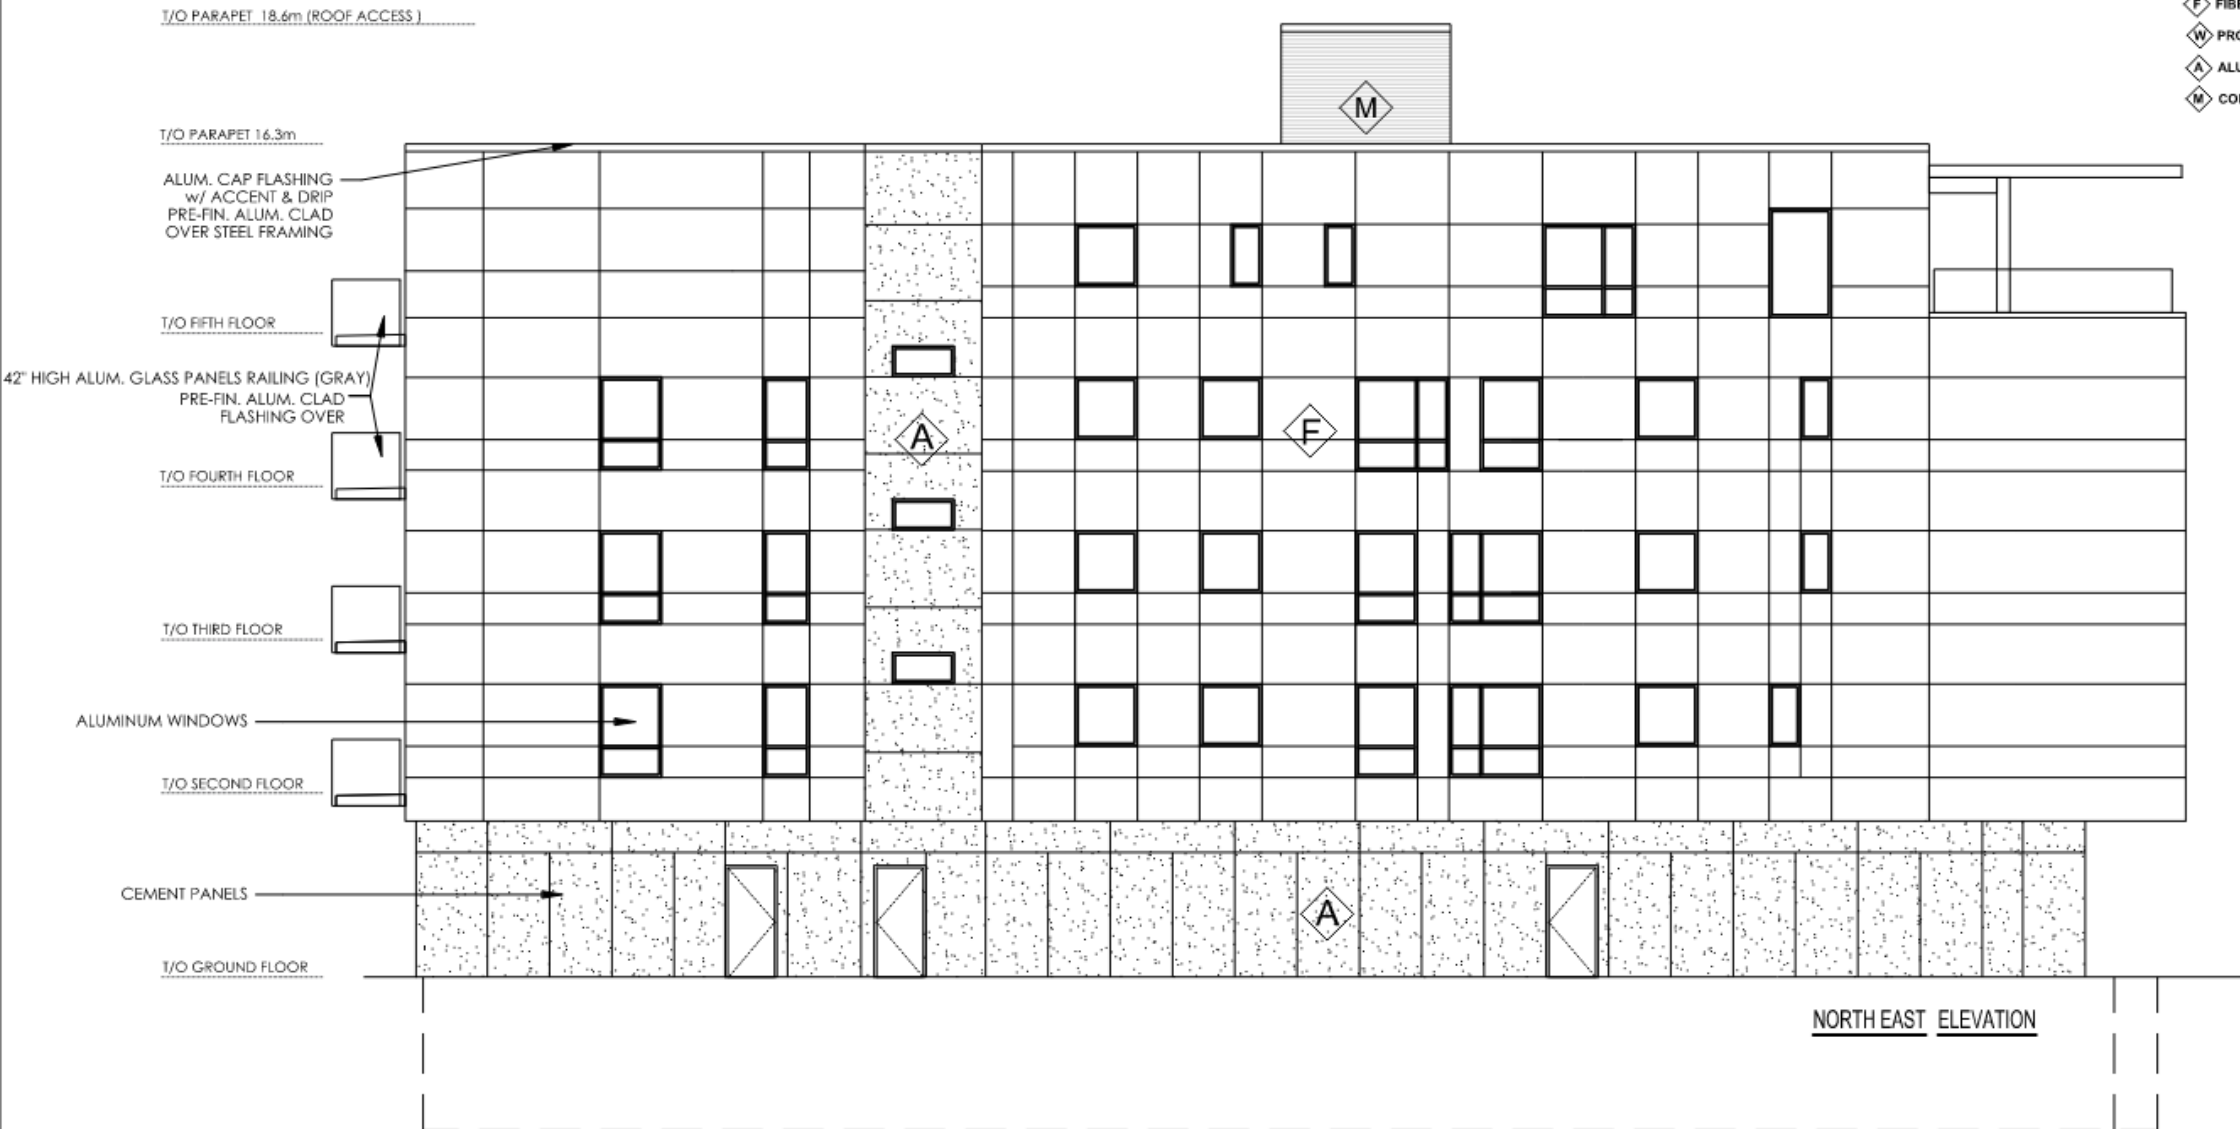 T/O PARAPET 18.6m (ROOF ACCESS )
F
W PRO
A ALU
M
M
T/O PARAPET 16.3m
ALUM. CAP FLASHING
w/ ACCENT & DRIP
PRE-FIN. ALUM. CLAD
OVER STEEL FRAMING
T/O FIFTH FLOOR
42" HIGH ALUM. GLASS PANELS RAILING (GRAY)
PRE-FIN. ALUM. CLAD
FLASHING OVER
A
F
T/O FOURTH FLOOR
T/O THIRD FLOOR
ALUMINUM WINDOWS
T/O SECOND FLOOR
CEMENT PANELS
A
T/O GROUND FLOOR
NORTH EAST ELEVATION